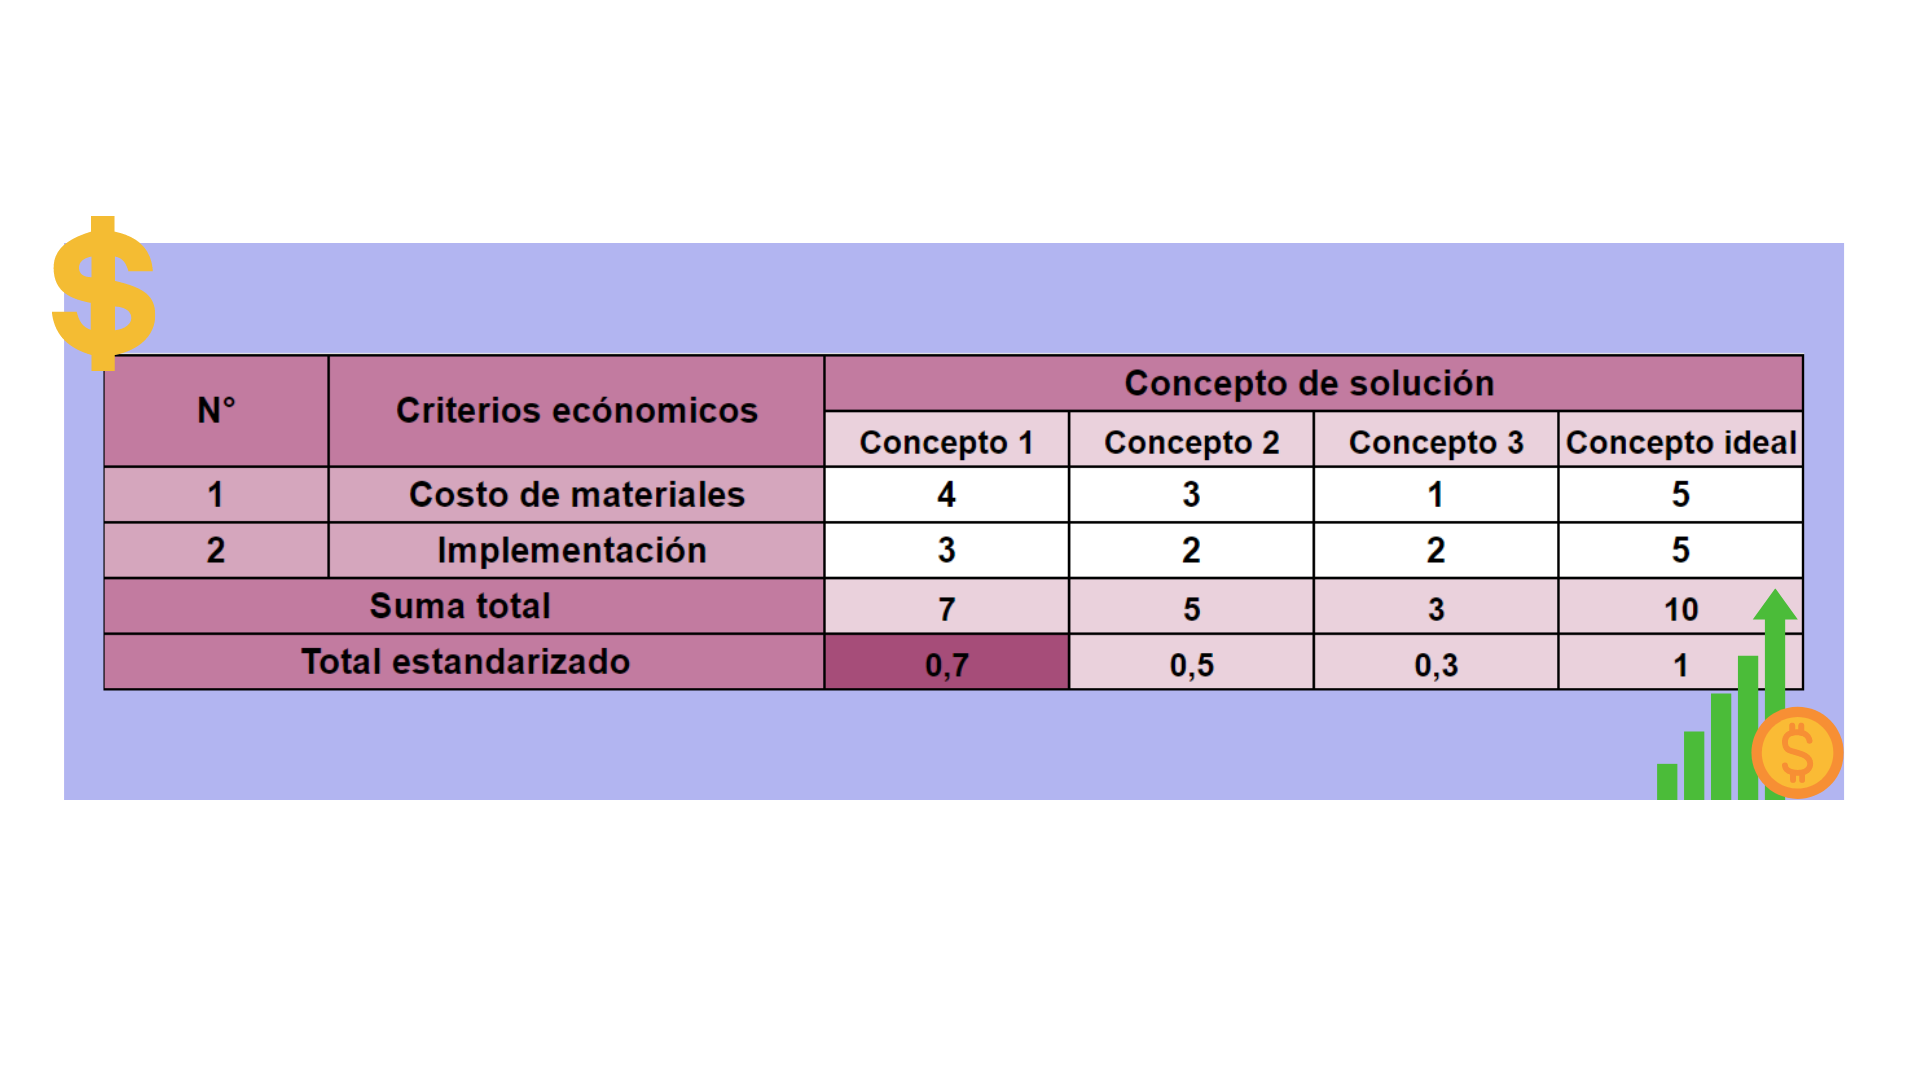 N° Criterios ecónomicos Concepto de solución
Concepto 1 Concepto 2 Concepto 3 Concepto ideal
1 Costo de materiales 4 3 1 5
2 Implementación 3 2 2 5
Suma total 7 5 3 10
Total estandarizado 0,7 0,5 0,3 1